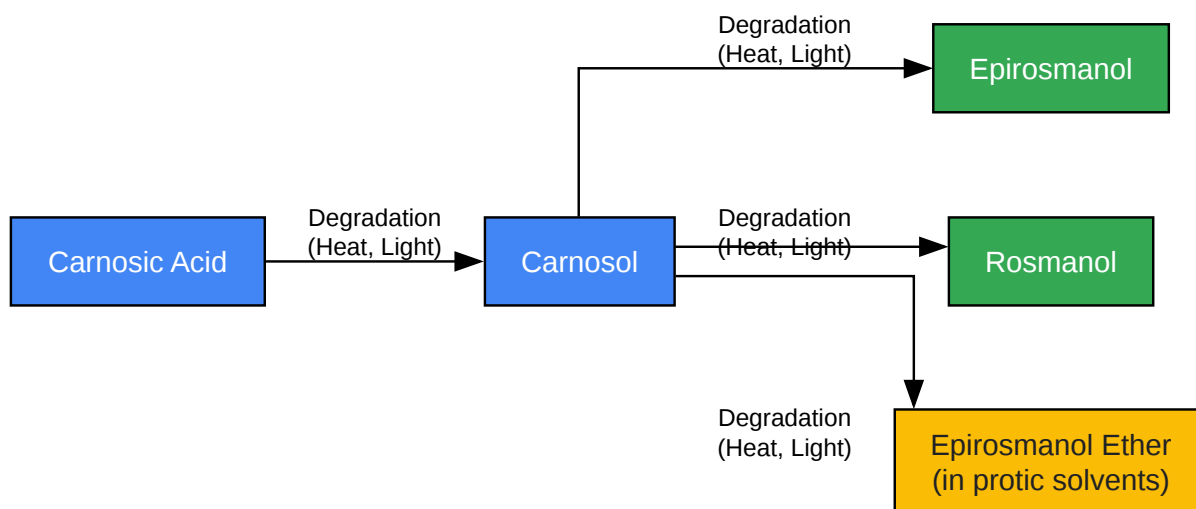 Degradation
(Heat, Light)
Epirosmanol
Carnosic Acid
Degradation
(Heat, Light)
Carnosol
Degradation
(Heat, Light)
Rosmanol
Degradation
(Heat, Light)
Epirosmanol Ether
(in protic solvents)